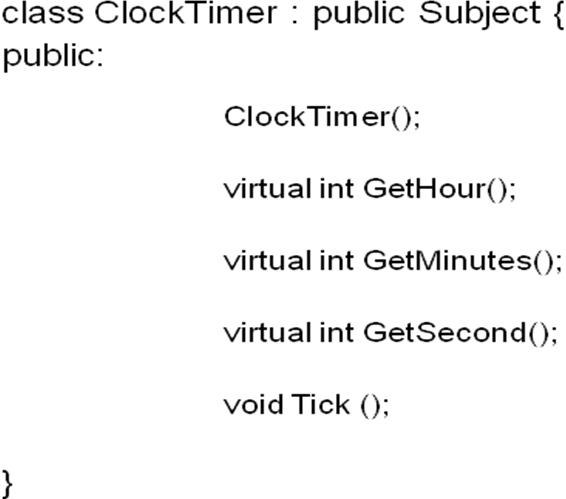 class ClockTimer : public Subject {
public:
ClockTimer();
virtual int GetHour();
virtual int GetMinutes();
virtual int GetSecond();
void Tick ();
}